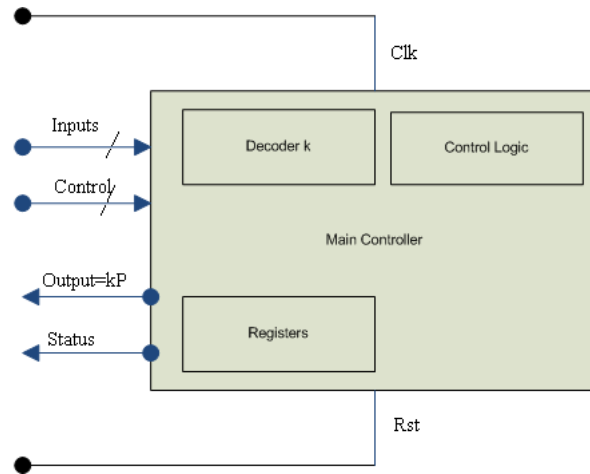 Clk
Inputs
Decoder k
Control Logic
Control
Main Controller
Output=kP
Registers
Status
Rst